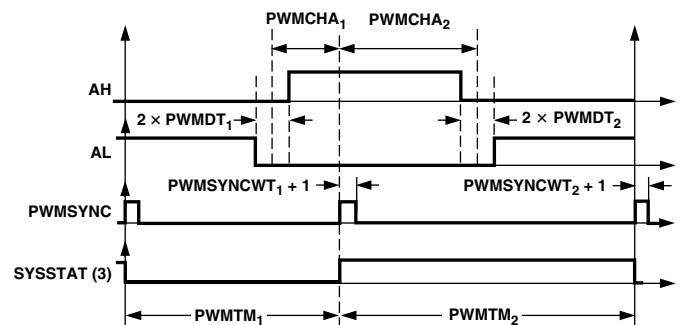 PWMCHA1 PWMCHA2
AH
2 × PWMDT1 2 × PWMDT2
AL
PWMSYNCWT1 + 1 PWMSYNCWT2 + 1
PWMSYNC
SYSSTAT (3)
PWMTM1 PWMTM2